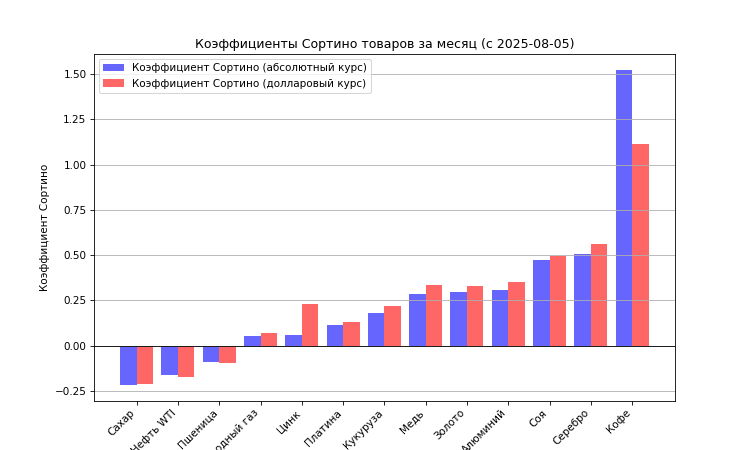 Коэффициенты Сортино товаров за месяц (с 2025-08-05)
Коэффициент Сортино (абсолютный курс)
Коэффициент Сортино (долларовый курс)
Коэффициент Сортино
1.50
1.25
1.00
0.75
0.50
0.25
0.00
−0.25
Сахар
Нефть WTI
Пшеница
газ
Цинк
Платина
Кукуруза
Медь
Золото
Алюминий
Соя
Серебро
Кофе